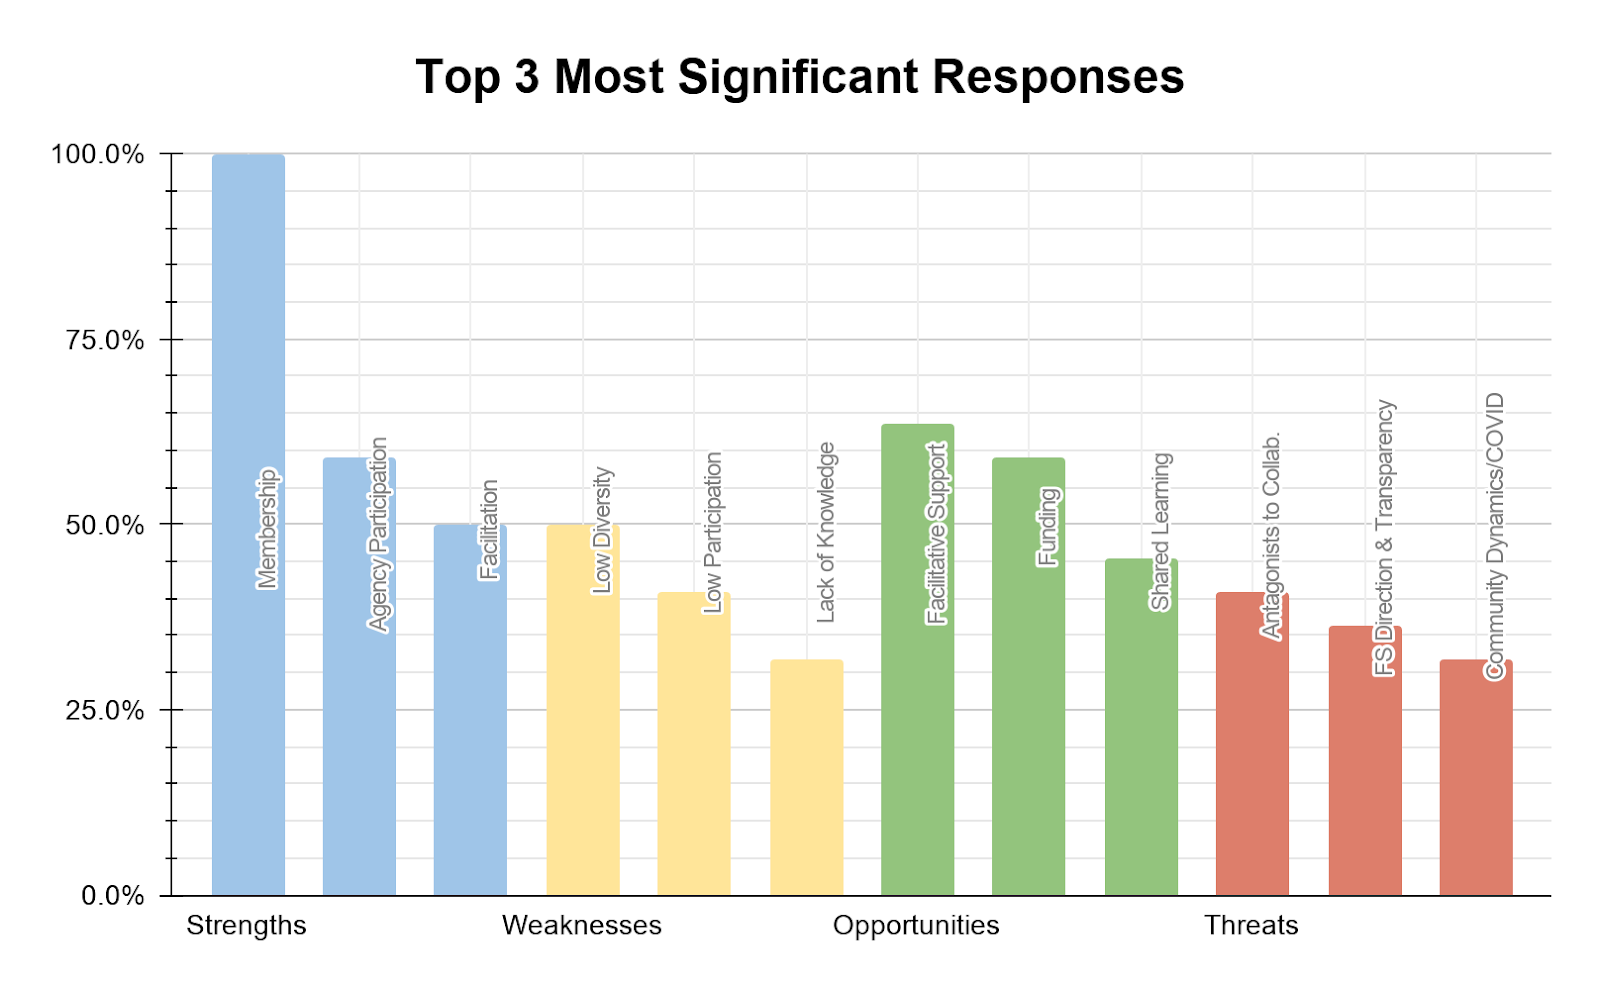 Top 3 Most Significant Responses
100.0%
75.0%
50.0%
25.0%
0.0%
Membership
Agency Participation
Facilitation
Low Diversity
Low Participation
Lack of Knowledge
Facilitative Support
Funding
Shared Learning
Antagonists to Collab.
FS Direction & Transparency
Community Dynamics/COVID
Strengths
Weaknesses
Opportunities
Threats